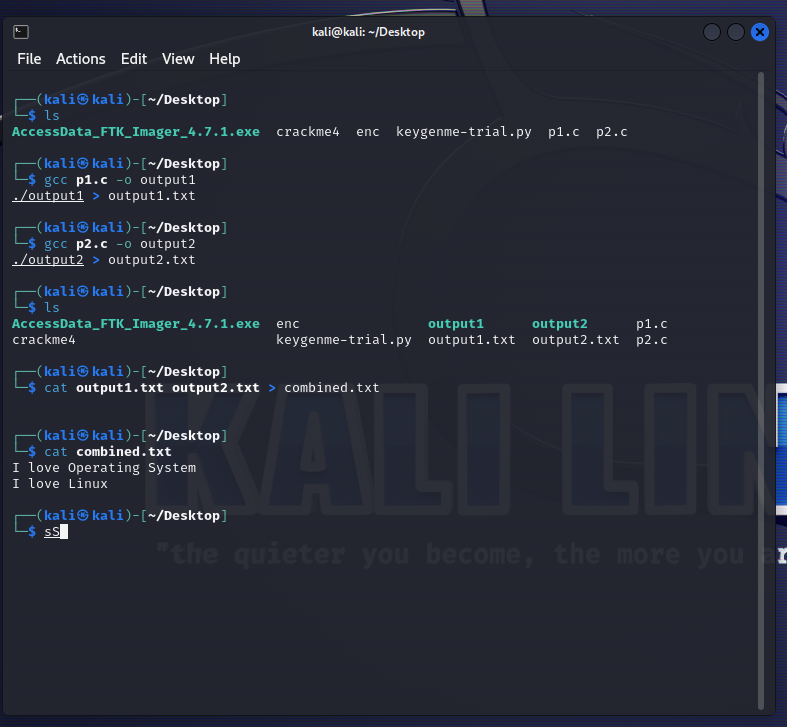 kali@kali: ~/Desktop
File Actions Edit View Help
┌──(kali㉿kali)-[~/Desktop]
└─$ ls
AccessData_FTK_Imager_4.7.1.exe  crackme4  enc  keygenme-trial.py  p1.c  p2.c
┌──(kali㉿kali)-[~/Desktop]
└─$ gcc p1.c -o output1
./output1 > output1.txt
┌──(kali㉿kali)-[~/Desktop]
└─$ gcc p2.c -o output2
./output2 > output2.txt
┌──(kali㉿kali)-[~/Desktop]
└─$ ls
AccessData_FTK_Imager_4.7.1.exe  enc                output1      output2      p1.c
crackme4                         keygenme-trial.py  output1.txt  output2.txt  p2.c
┌──(kali㉿kali)-[~/Desktop]
└─$ cat output1.txt output2.txt > combined.txt
┌──(kali㉿kali)-[~/Desktop]
└─$ cat combined.txt
I love Operating System
I love Linux
┌──(kali㉿kali)-[~/Desktop]
└─$ sS
KALI LIN
"the quieter you become, the more you ar